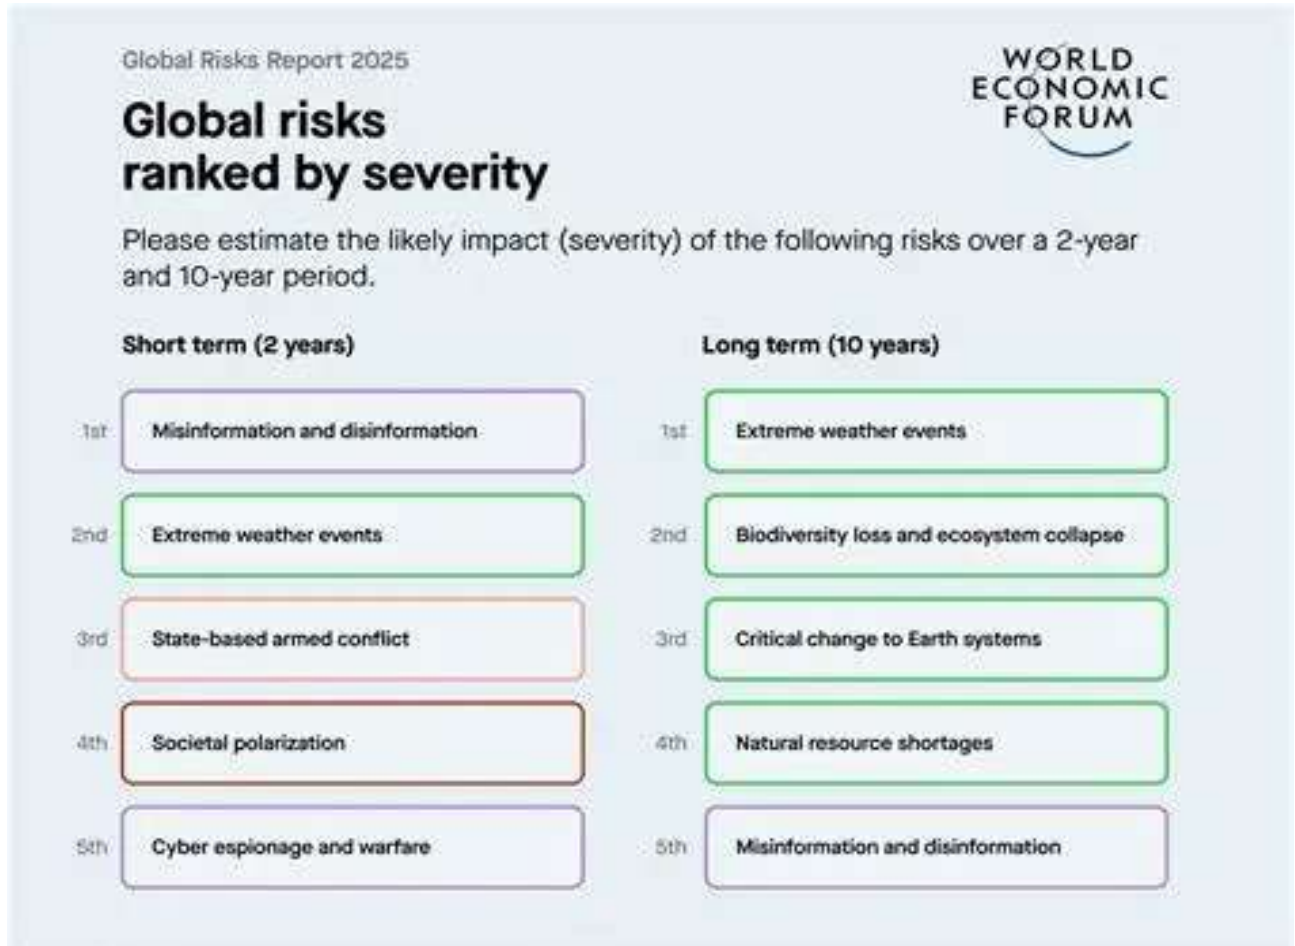 Global Risks Report 2025
WORLD
ECONOMIC
FORUM
Global risks
ranked by severity
Please estimate the likely impact (severity) of the following risks over a 2-year
and 10-year period.
Short term (2 years)
1st Misinformation and disinformation
2nd Extreme weather events
3rd State-based armed conflict
4th Societal polarization
5th Cyber espionage and warfare
Long term (10 years)
1st Extreme weather events
2nd Biodiversity loss and ecosystem collapse
3rd Critical change to Earth systems
4th Natural resource shortages
5th Misinformation and disinformation